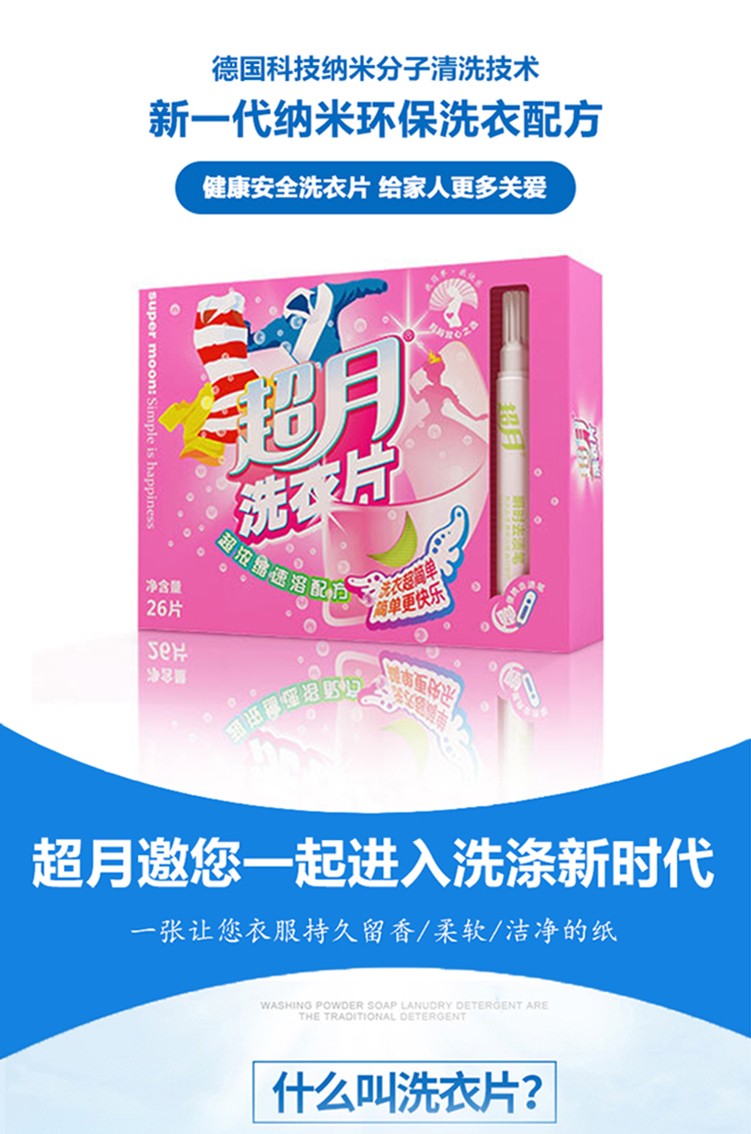 德国科技纳米分子清洗技术
新一代纳米环保洗衣配方
健康安全洗衣片 给家人更多关爱
super moon: Simple is happiness
超月
洗衣片
超浓缩速溶配方
洗衣超简单
简单更快乐
净含量
26片
超月
超月邀您一起进入洗涤新时代
一张让您衣服持久留香/柔软/洁净的纸
WASHING POWDER SOAP LANUDRY DETERGENT ARE
THE TRADITIONAL DETERGENT
什么叫洗衣片?